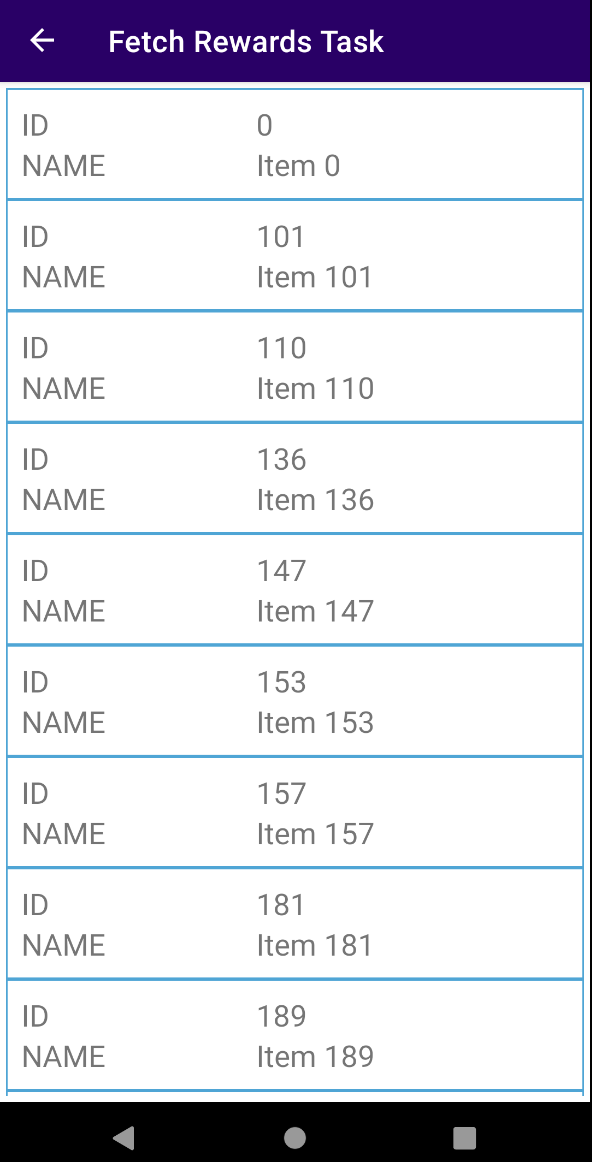 Fetch Rewards Task
ID 0
NAME Item 0
ID 101
NAME Item 101
ID 110
NAME Item 110
ID 136
NAME Item 136
ID 147
NAME Item 147
ID 153
NAME Item 153
ID 157
NAME Item 157
ID 181
NAME Item 181
ID 189
NAME Item 189